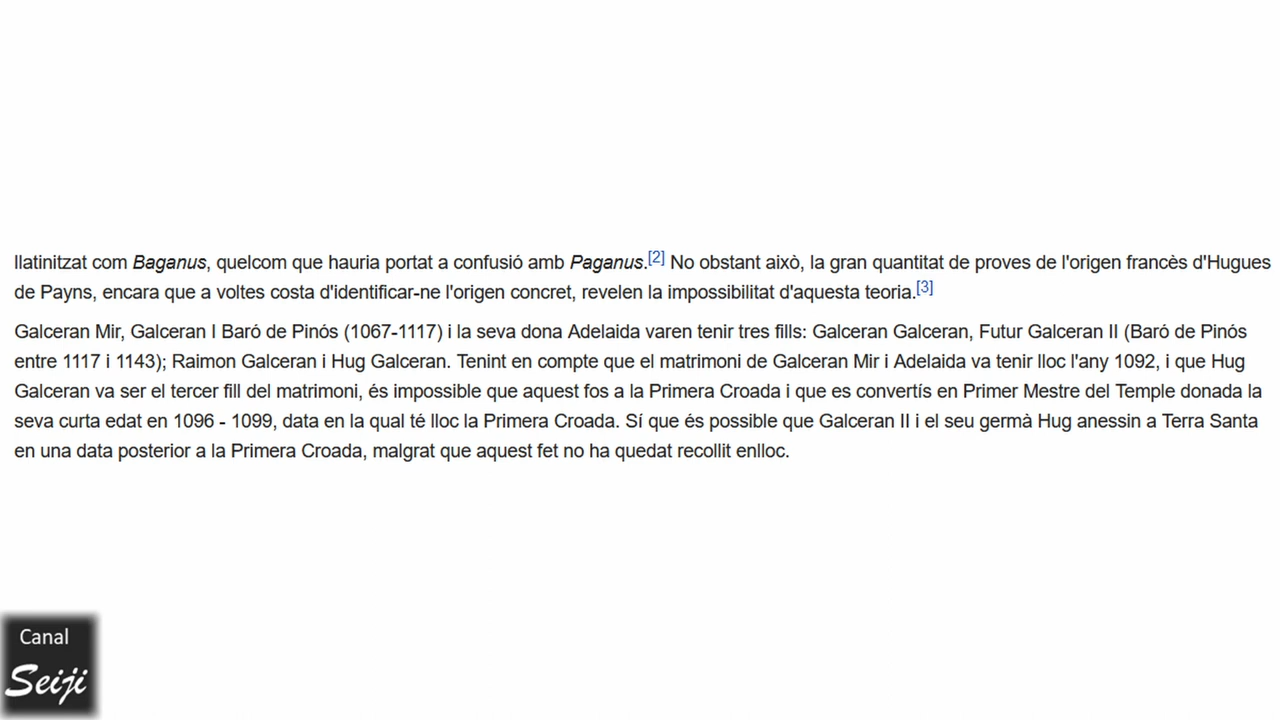 llatinitzat com Baganus, quelcom que hauria portat a confusió amb Paganus.[2] No obstant això, la gran quantitat de proves de l'origen francès d'Hugues
de Payns, encara que a voltes costa d'identificar-ne l'origen concret, revelen la impossibilitat d'aquesta teoria.[3]
Galceran Mir, Galceran I Baró de Pinós (1067-1117) i la seva dona Adelaida varen tenir tres fills: Galceran Galceran, Futur Galceran II (Baró de Pinós
entre 1117 i 1143); Raimon Galceran i Hug Galceran. Tenint en compte que el matrimoni de Galceran Mir i Adelaida va tenir lloc l'any 1092, i que Hug
Galceran va ser el tercer fill del matrimoni, és impossible que aquest fos a la Primera Croada i que es convertís en Primer Mestre del Temple donada la
seva curta edat en 1096 - 1099, data en la qual té lloc la Primera Croada. Sí que és possible que Galceran II i el seu germà Hug anessin a Terra Santa
en una data posterior a la Primera Croada, malgrat que aquest fet no ha quedat recollit enlloc.
Canal
Seiji